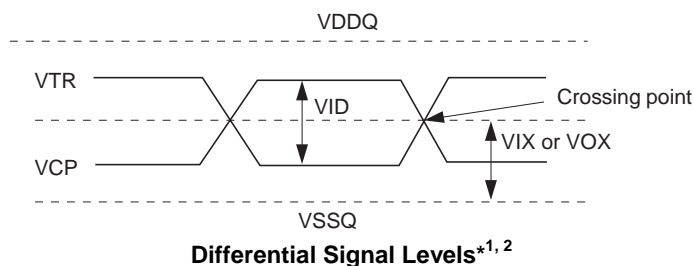 VDDQ
VTR
VID
Crossing point
VIX or VOX
VCP
VSSQ
Differential Signal Levels*1, 2